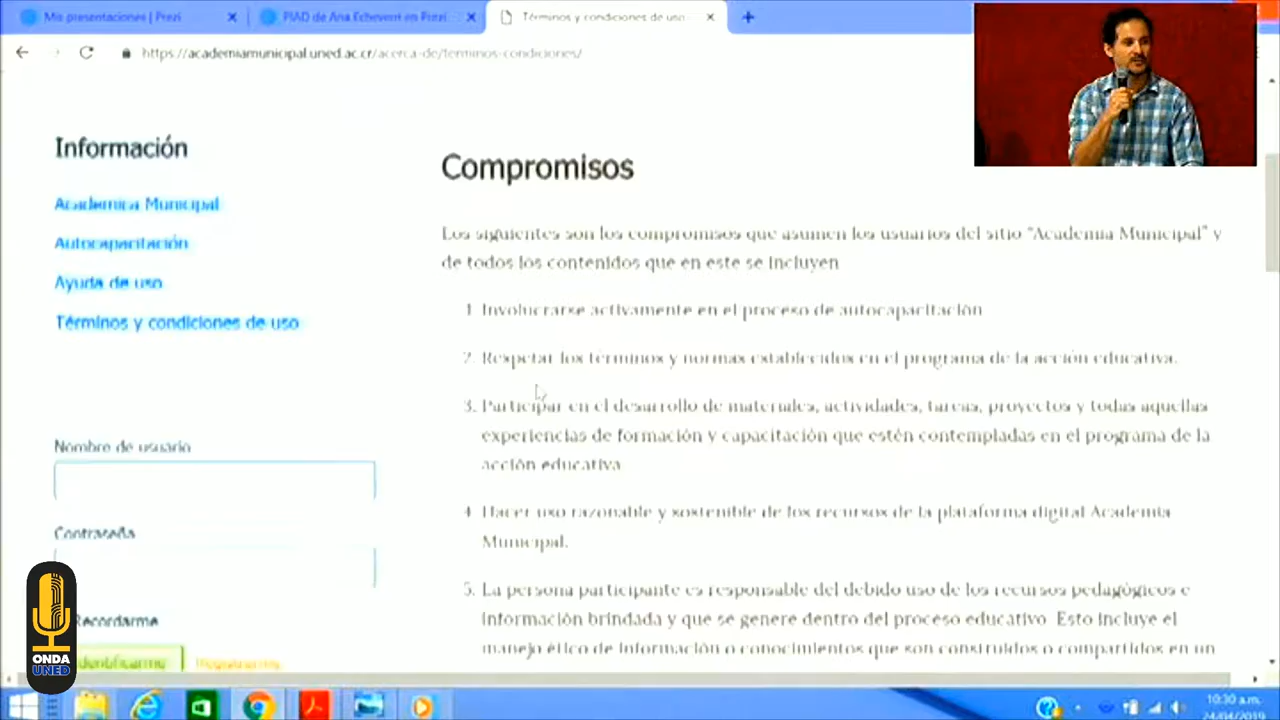 Mis presentaciones | Prezi
PIAD de Ana Echeverri en Prezi
Términos y condiciones de uso
https://academiamunicipal.uned.ac.cr/acerca-de/terminos-condiciones/
Información
Academica Municipal
Autocapacitación
Ayuda de uso
Términos y condiciones de uso
Nombre de usuario
Contraseña
Recordarme
Identificarme
Registrarme
Compromisos
Los siguientes son los compromisos que asumen los usuarios del sitio "Academia Municipal" y
de todos los contenidos que en este se incluyen
1. Involucrarse activamente en el proceso de autocapacitación
2. Respetar los términos y normas establecidos en el programa de la acción educativa.
3. Participar en el desarrollo de materiales, actividades, tareas, proyectos y todas aquellas
experiencias de formación y capacitación que estén contempladas en el programa de la
acción educativa
4. Hacer uso razonable y sostenible de los recursos de la plataforma digital Academia
Municipal.
5. La persona participante es responsable del debido uso de los recursos pedagógicos e
información brindada y que se genere dentro del proceso educativo. Esto incluye el
manejo ético de información o conocimientos que son construidos o compartidos en un
ONDA
UNED
10:30 a.m.
24/04/2019